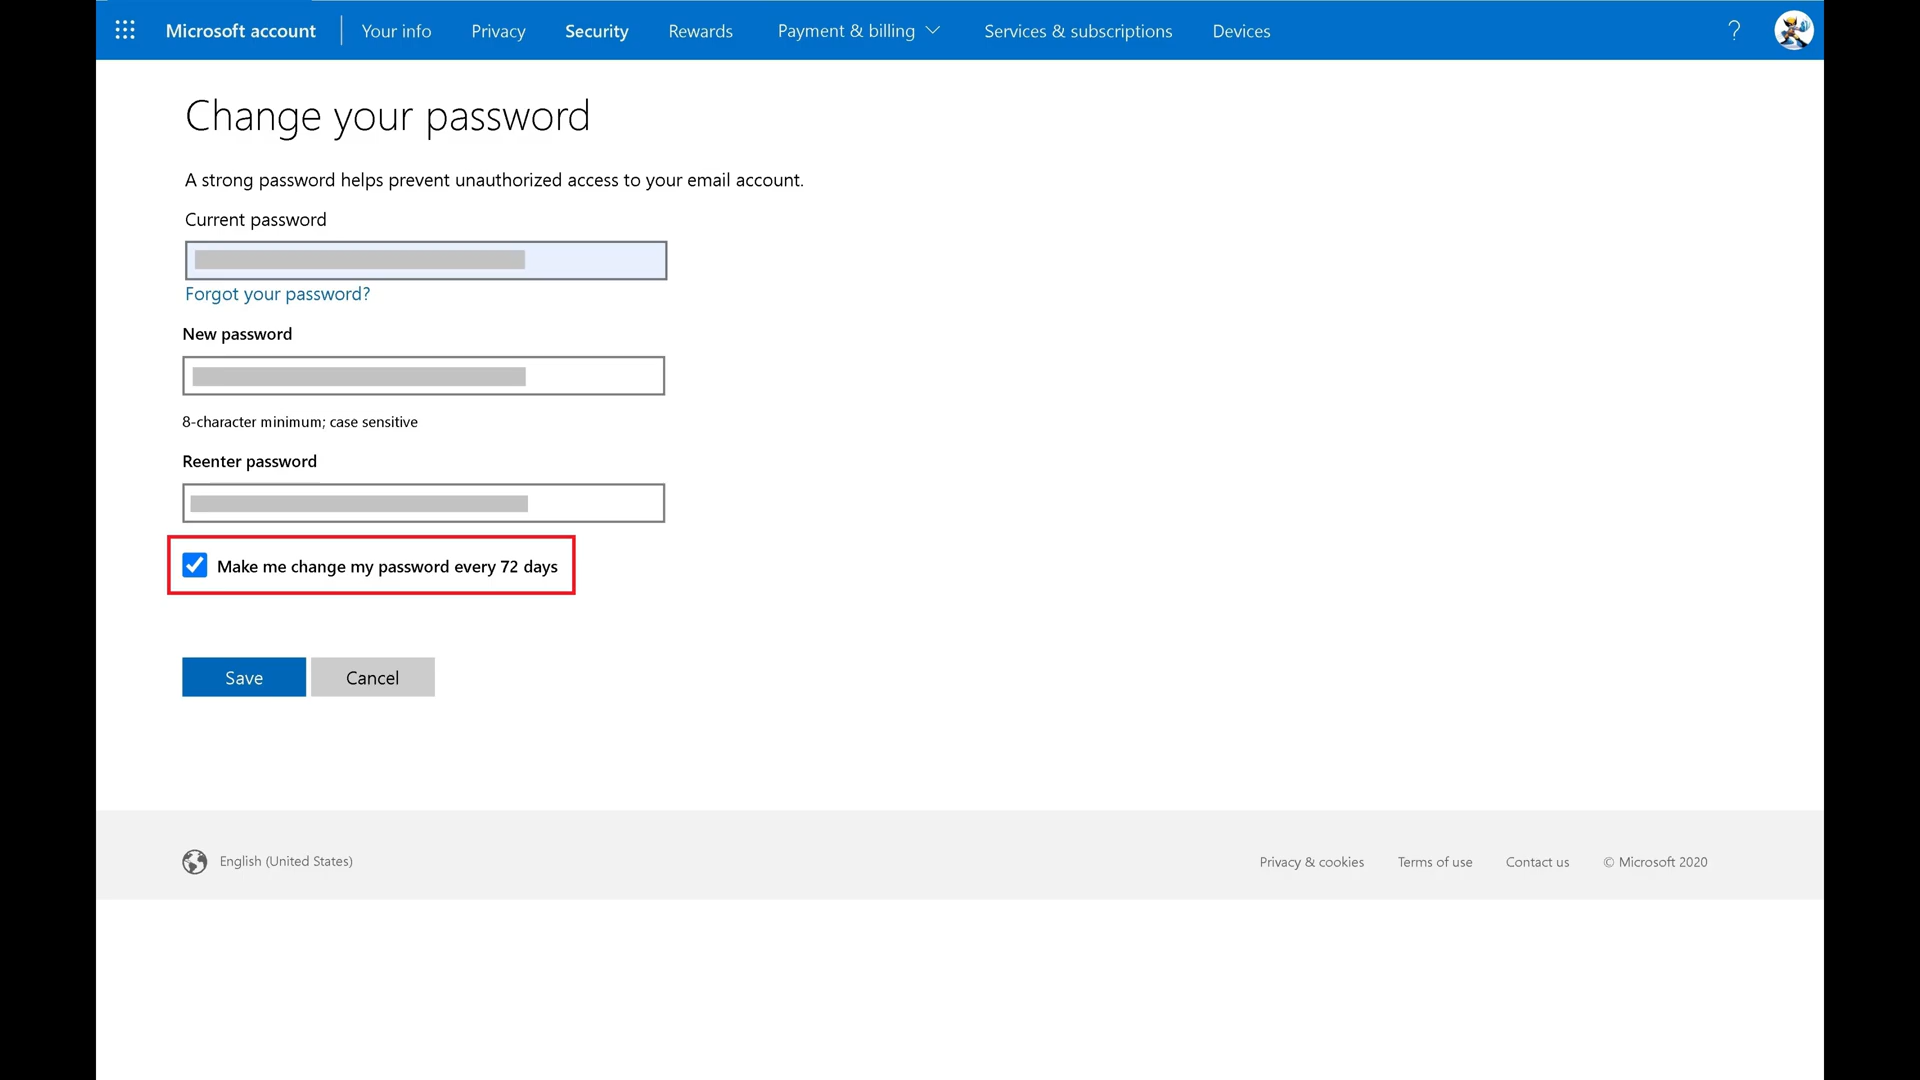 Microsoft account
Your info
Privacy
Security
Rewards
Payment & billing
Services & subscriptions
Devices
?
Change your password
A strong password helps prevent unauthorized access to your email account.
Current password
Forgot your password?
New password
8-character minimum; case sensitive
Reenter password
Make me change my password every 72 days
Save
Cancel
English (United States)
Privacy & cookies
Terms of use
Contact us
© Microsoft 2020